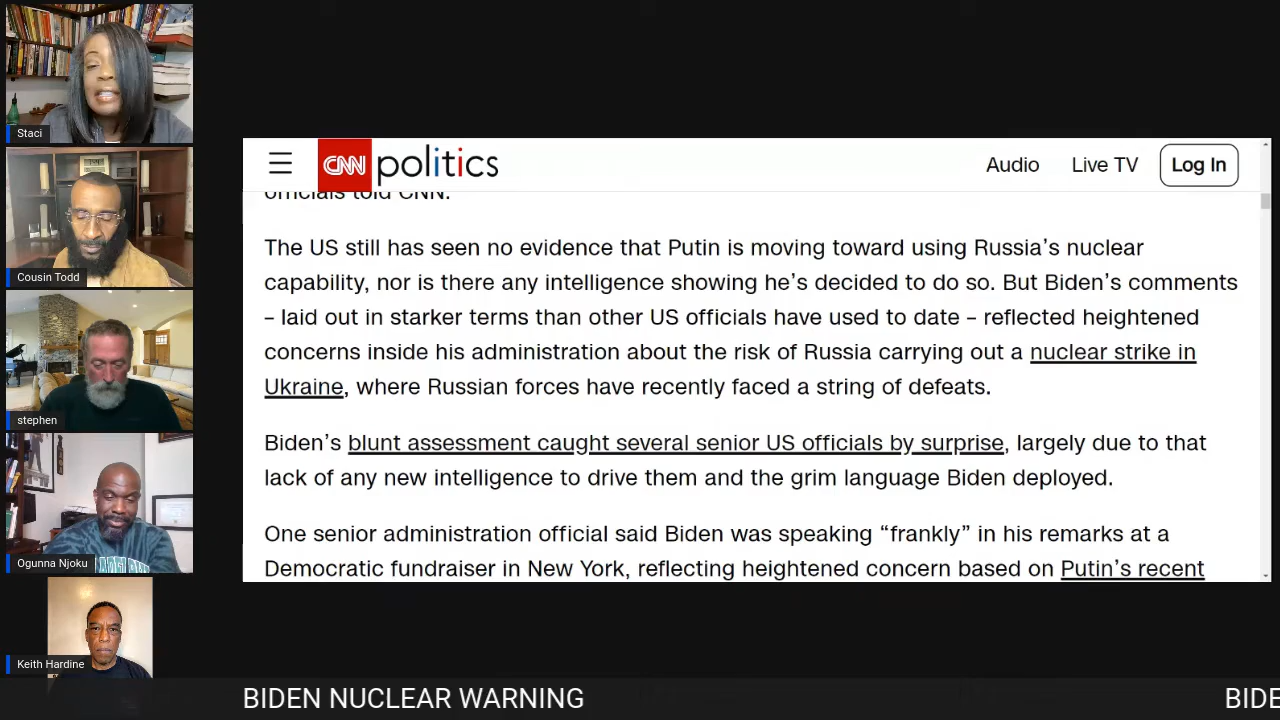 Staci
Cousin Todd
stephen
Ogunna Njoku
Keith Hardine
CNN politics
Audio
Live TV
Log In
officials told CNN.
The US still has seen no evidence that Putin is moving toward using Russia’s nuclear
capability, nor is there any intelligence showing he’s decided to do so. But Biden’s comments
– laid out in starker terms than other US officials have used to date – reflected heightened
concerns inside his administration about the risk of Russia carrying out a nuclear strike in
Ukraine, where Russian forces have recently faced a string of defeats.
Biden’s blunt assessment caught several senior US officials by surprise, largely due to that
lack of any new intelligence to drive them and the grim language Biden deployed.
One senior administration official said Biden was speaking “frankly” in his remarks at a
Democratic fundraiser in New York, reflecting heightened concern based on Putin’s recent
BIDEN NUCLEAR WARNING
BIDE